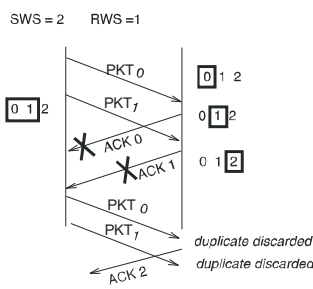 SWS = 2 RWS =1
PKT 0
0 1 2
PKT 1
0 1 2
0 1 2
ACK 0
ACK 1
0 1 2
PKT 0
PKT 1
duplicate discarded
duplicate discarded
ACK 2